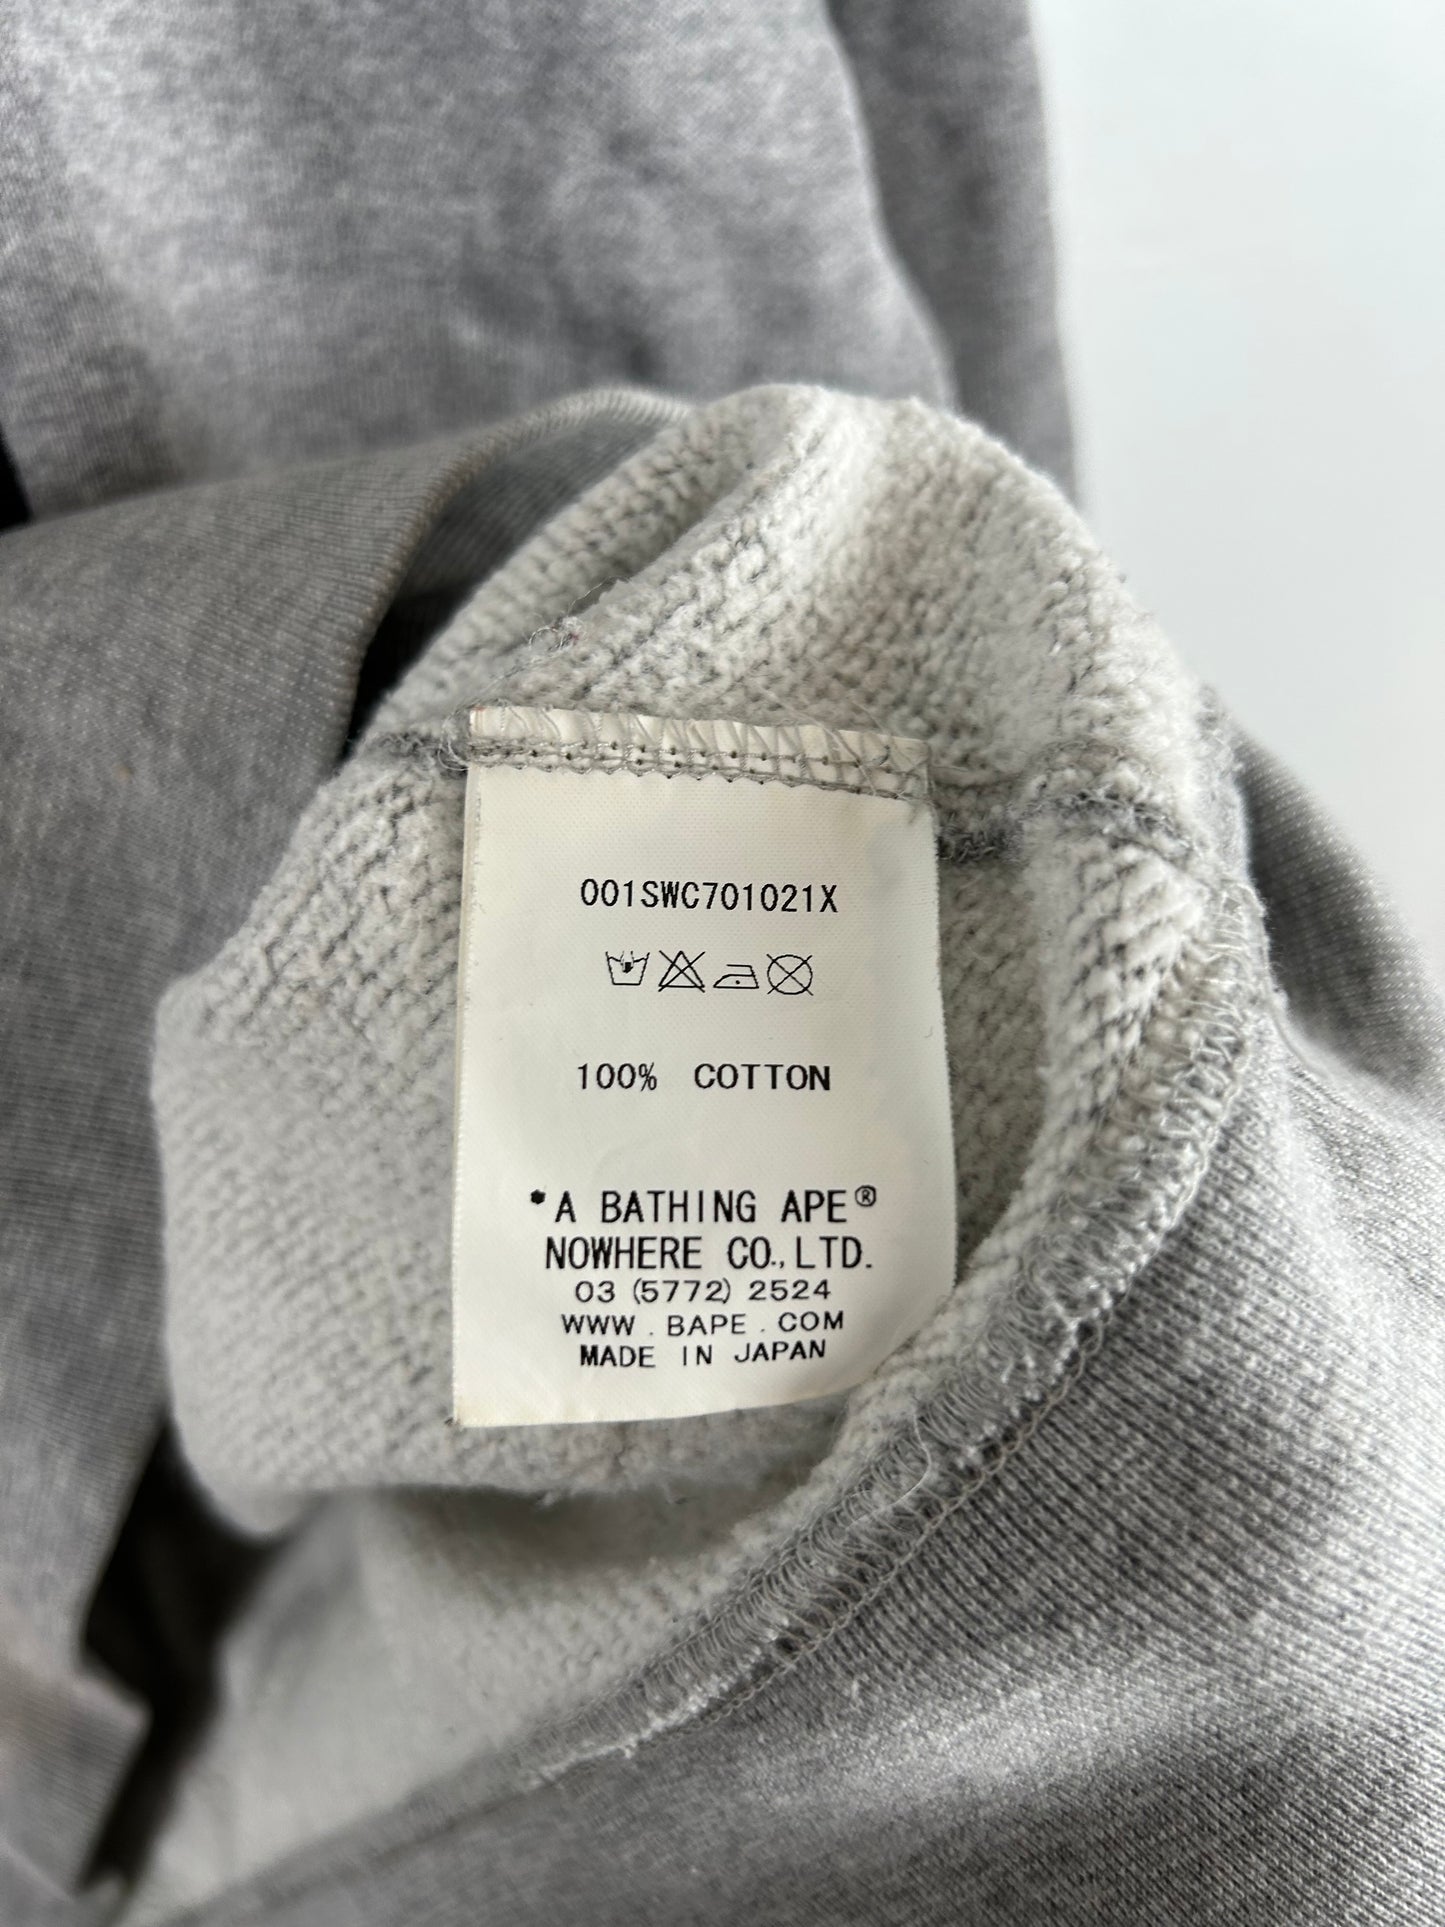 001SWC701021X
100% COTTON
*A BATHING APE®
NOWHERE CO., LTD.
03 (5772) 2524
WWW . BAPE . COM
MADE IN JAPAN